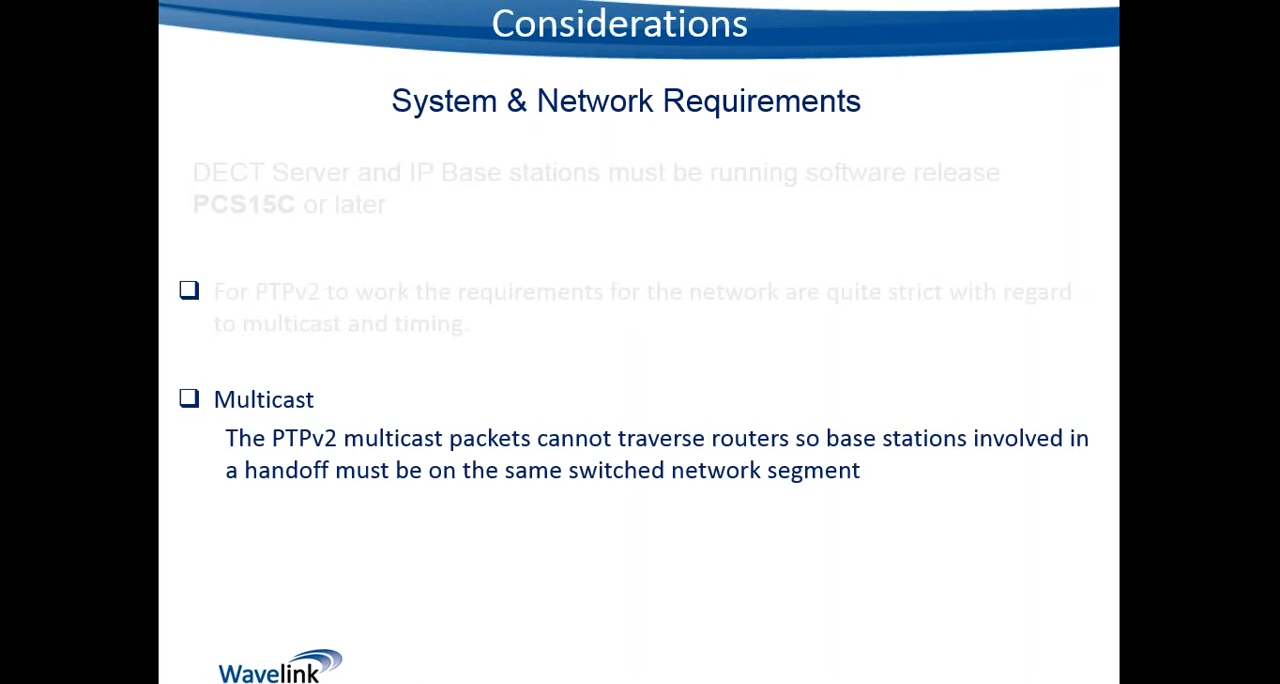 Considerations
System & Network Requirements
DECT Server and IP Base stations must be running software release
PCS15C or later
For PTPv2 to work the requirements for the network are quite strict with regard
to multicast and timing.
Multicast
The PTPv2 multicast packets cannot traverse routers so base stations involved in
a handoff must be on the same switched network segment
Wavelink